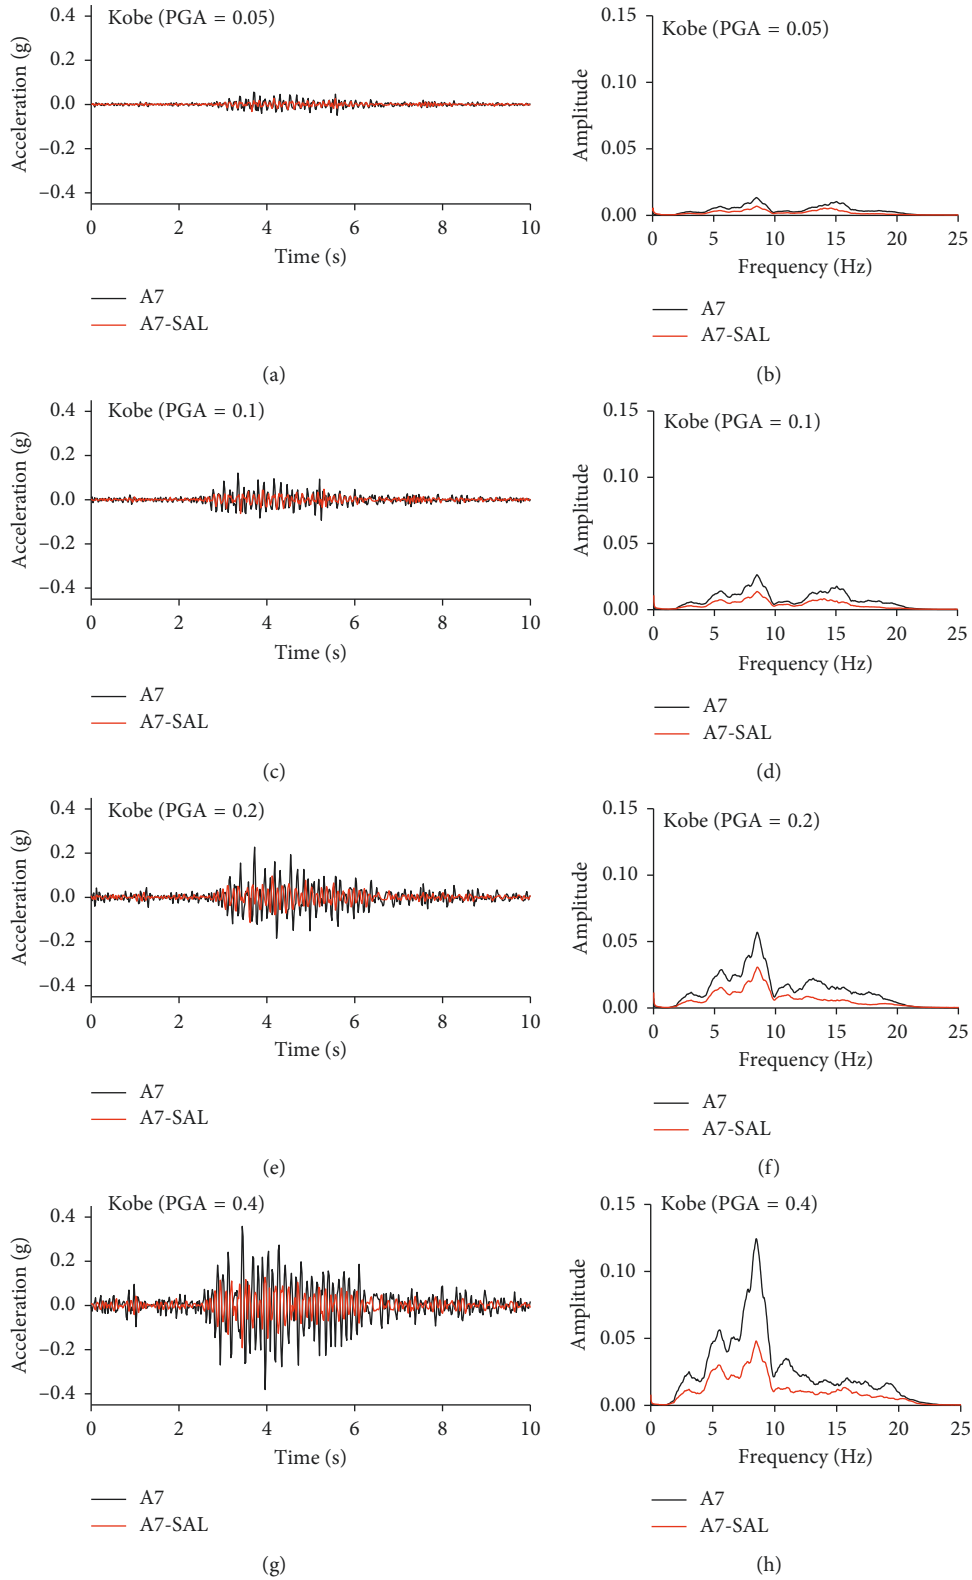 Kobe (PGA = 0.05)
Acceleration (g)
0.4
0.2
0.0
−0.2
−0.4
0 2 4 6 8 10
Time (s)
A7
A7-SAL
(a)
Kobe (PGA = 0.05)
Amplitude
0.15
0.10
0.05
0.00
0 5 10 15 20 25
Frequency (Hz)
A7
A7-SAL
(b)
Kobe (PGA = 0.1)
Acceleration (g)
0.4
0.2
0.0
−0.2
−0.4
0 2 4 6 8 10
Time (s)
A7
A7-SAL
(c)
Kobe (PGA = 0.1)
Amplitude
0.15
0.10
0.05
0.00
0 5 10 15 20 25
Frequency (Hz)
A7
A7-SAL
(d)
Kobe (PGA = 0.2)
Acceleration (g)
0.4
0.2
0.0
−0.2
−0.4
0 2 4 6 8 10
Time (s)
A7
A7-SAL
(e)
Kobe (PGA = 0.2)
Amplitude
0.15
0.10
0.05
0.00
0 5 10 15 20 25
Frequency (Hz)
A7
A7-SAL
(f)
Kobe (PGA = 0.4)
Acceleration (g)
0.4
0.2
0.0
−0.2
−0.4
0 2 4 6 8 10
Time (s)
A7
A7-SAL
(g)
Kobe (PGA = 0.4)
Amplitude
0.15
0.10
0.05
0.00
0 5 10 15 20 25
Frequency (Hz)
A7
A7-SAL
(h)